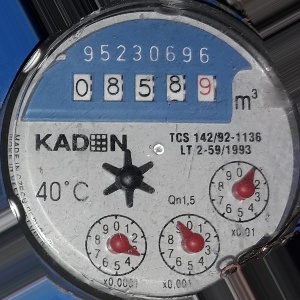 95230696
08589 m³
KADEN
TCS 142/92-1136
LT 2-59/1993
40°C
Qn1,5
x0.01
x0.001
x0.0001